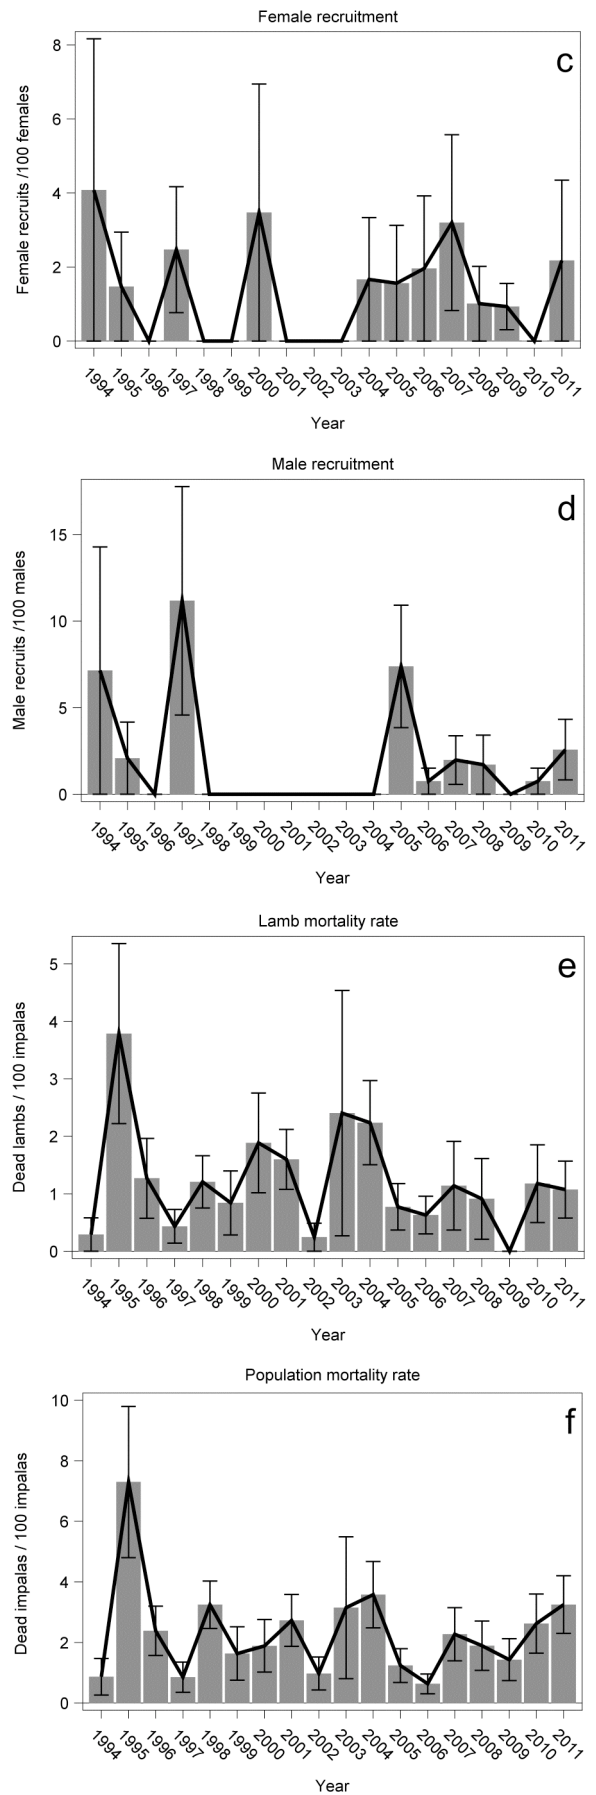 Female recruitment
c
Female recruits /100 females
8
6
4
2
0
1994 1995 1996 1997 1998 1999 2000 2001 2002 2003 2004 2005 2006 2007 2008 2009 2010 2011
Year
Male recruitment
d
Male recruits /100 males
15
10
5
0
1994 1995 1996 1997 1998 1999 2000 2001 2002 2003 2004 2005 2006 2007 2008 2009 2010 2011
Year
Lamb mortality rate
e
Dead lambs / 100 impalas
5
4
3
2
1
0
1994 1995 1996 1997 1998 1999 2000 2001 2002 2003 2004 2005 2006 2007 2008 2009 2010 2011
Year
Population mortality rate
f
Dead impalas / 100 impalas
10
8
6
4
2
0
1994 1995 1996 1997 1998 1999 2000 2001 2002 2003 2004 2005 2006 2007 2008 2009 2010 2011
Year